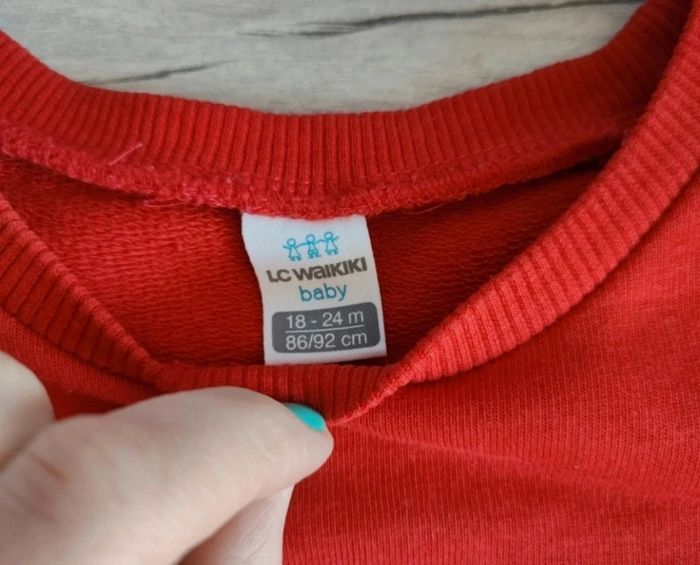 LC WAIKIKI
baby
18 - 24 m
86/92 cm